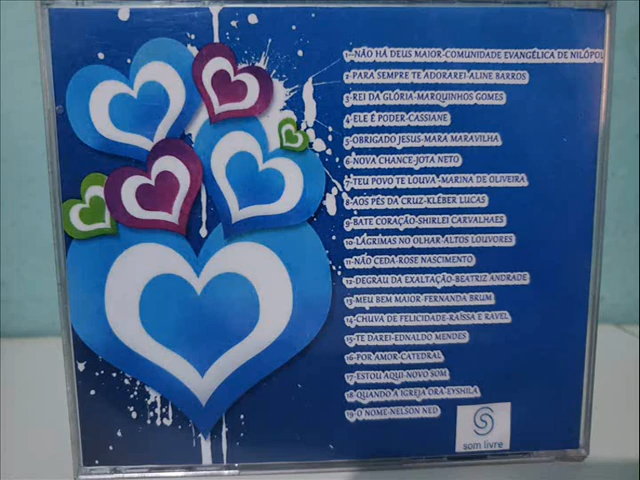 1-NÃO HÁ DEUS MAIOR-COMUNIDADE EVANGÉLICA DE NILÓPOL
2-PARA SEMPRE TE ADORAREI-ALINE BARROS
3-REI DA GLÓRIA-MARQUINHOS GOMES
4-ELE É PODER-CASSIANE
5-OBRIGADO JESUS-MARA MARAVILHA
6-NOVA CHANCE-JOTA NETO
7-TEU POVO TE LOUVA-MARINA DE OLIVEIRA
8-AOS PÉS DA CRUZ-KLÉBER LUCAS
9-BATE CORAÇÃO-SHIRLEI CARVALHAES
10-LÁGRIMAS NO OLHAR-ALTOS LOUVORES
11-NÃO CEDA-ROSE NASCIMENTO
12-DEGRAU DA EXALTAÇÃO-BEATRIZ ANDRADE
13-MEU BEM MAIOR-FERNANDA BRUM
14-CHUVA DE FELICIDADE-RAÍSSA E RAVEL
15-TE DAREI-EDNALDO MENDES
16-POR AMOR-CATEDRAL
17-ESTOU AQUI-NOVO SOM
18-QUANDO A IGREJA ORA-EYSHILA
19-O NOME-NELSON NED
som livre